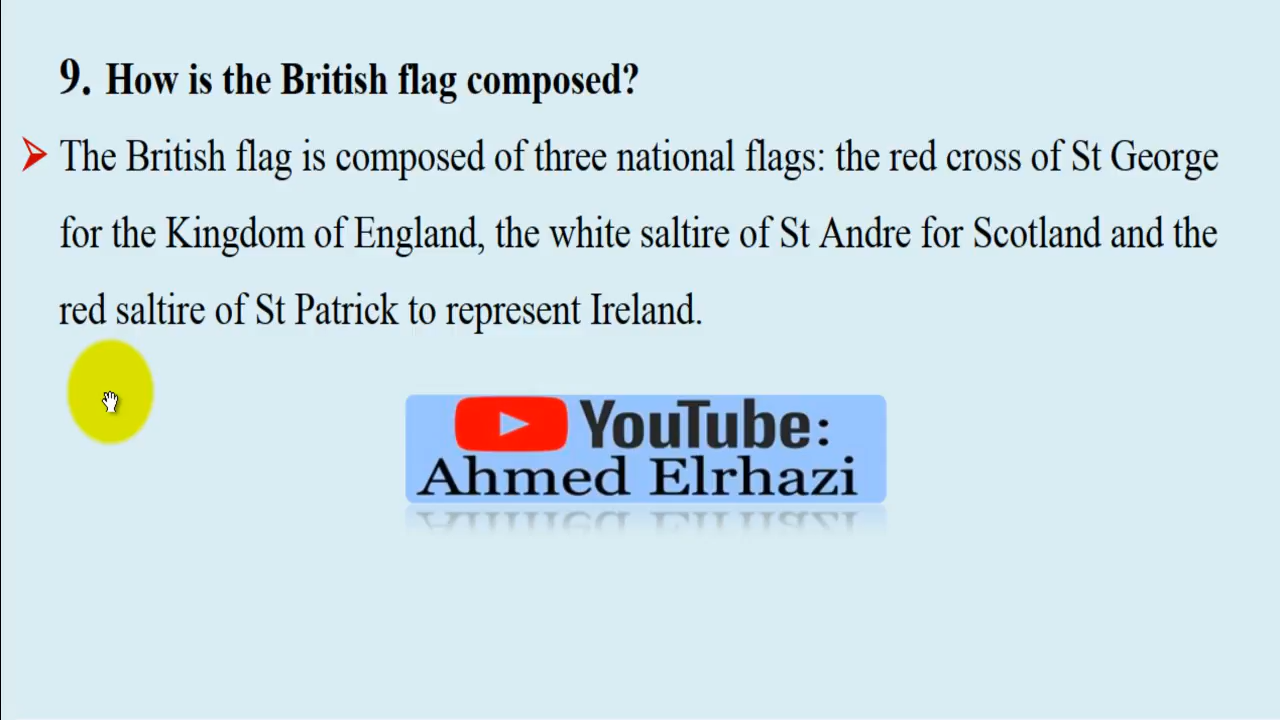 9. How is the British flag composed?
The British flag is composed of three national flags: the red cross of St George
for the Kingdom of England, the white saltire of St Andre for Scotland and the
red saltire of St Patrick to represent Ireland.
YouTube:
Ahmed Elrhazi